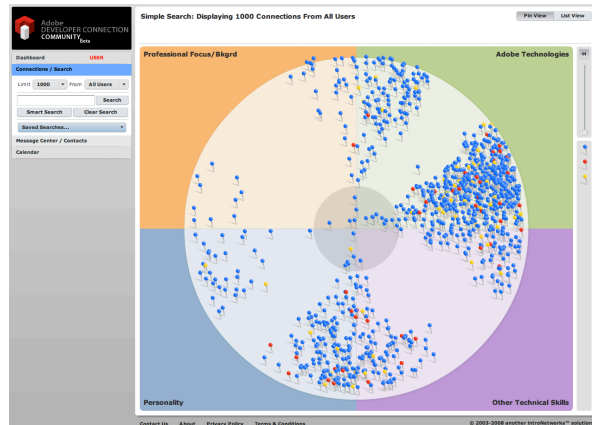 Adobe
DEVELOPER CONNECTION
COMMUNITY Beta
Simple Search: Displaying 1000 Connections From All Users
Pin View
List View
Dashboard
USER
Connections / Search
Limit 1000 From All Users
Search
Smart Search
Clear Search
Saved Searches...
Message Center / Contacts
Calendar
Professional Focus/Bkgrd
Adobe Technologies
Personality
Other Technical Skills
Contact Us About Privacy Policy Terms & Conditions
© 2003-2008 another introNetworks™ solution